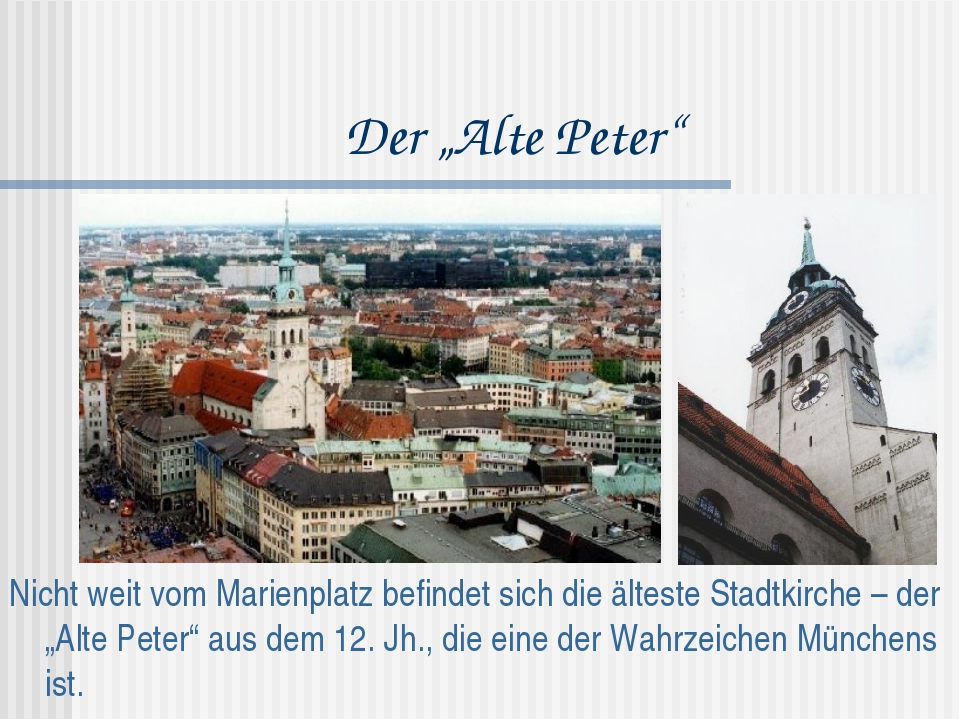 Der „Alte Peter“
Nicht weit vom Marienplatz befindet sich die älteste Stadtkirche – der
„Alte Peter“ aus dem 12. Jh., die eine der Wahrzeichen Münchens
ist.